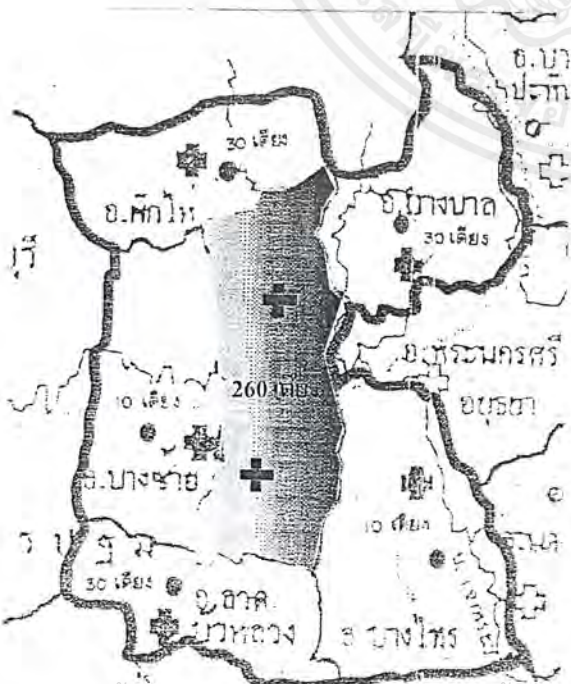 อ.บา
ปะหัน
30 เตียง
อ.ผักไห่
อ.บางบาล
30 เตียง
บุรี
อ.พระนครศรี
อยุธยา
260 เตียง
10 เตียง
อ.บางซ้าย
10 เตียง
30 เตียง
อ.ลาด
บัวหลวง
อ.บางไทร